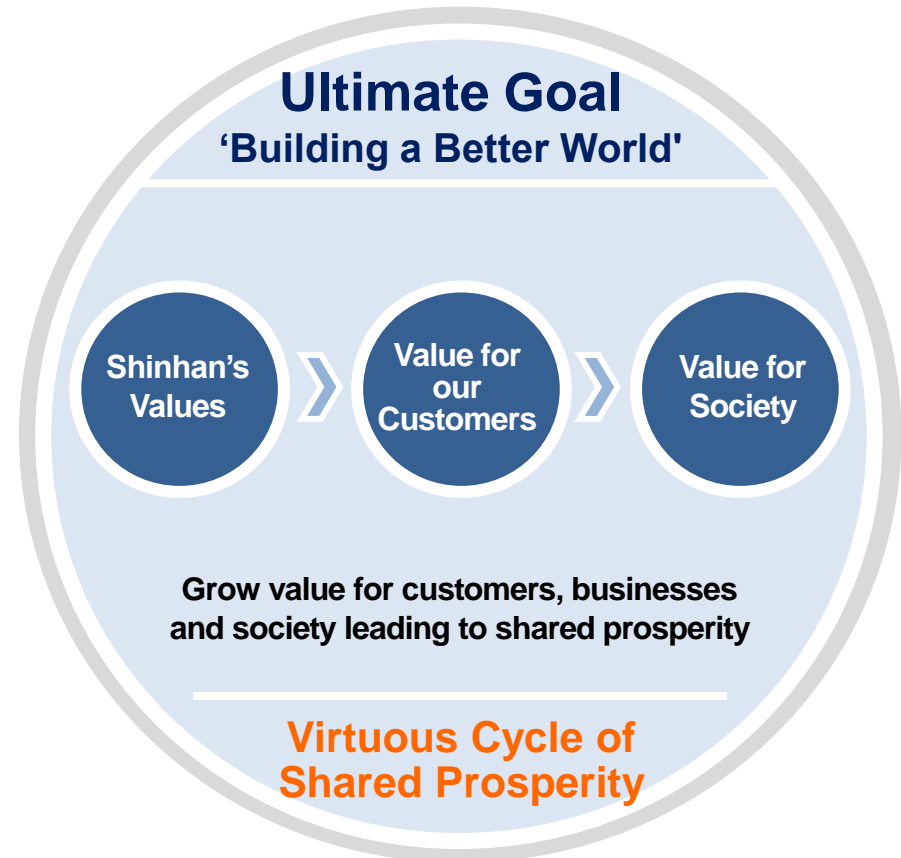 Ultimate Goal
‘Building a Better World'
Shinhan’s
Values
Value for
our
Customers
Value for
Society
Grow value for customers, businesses
and society leading to shared prosperity
Virtuous Cycle of
Shared Prosperity